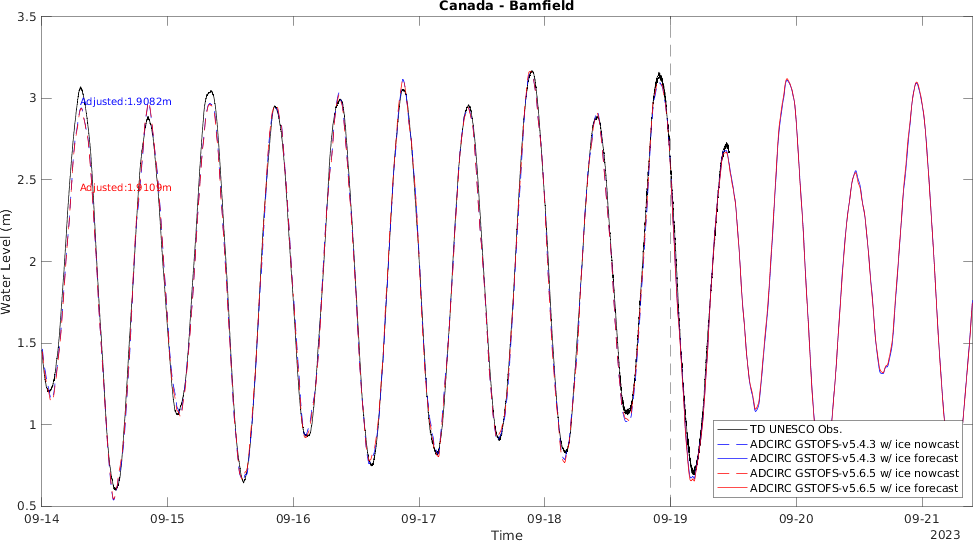 Canada - Bamfield
3.5
3
2.5
2
1.5
1
0.5
Water Level (m)
Adjusted:1.9082m
Adjusted:1.9109m
TD UNESCO Obs.
ADCIRC GSTOFS-v5.4.3 w/ ice nowcast
ADCIRC GSTOFS-v5.4.3 w/ ice forecast
ADCIRC GSTOFS-v5.6.5 w/ ice nowcast
ADCIRC GSTOFS-v5.6.5 w/ ice forecast
09-14 09-15 09-16 09-17 09-18 09-19 09-20 09-21
Time
2023